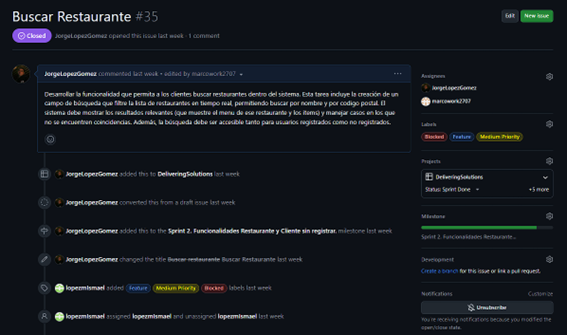 Buscar Restaurante #35
Edit
New issue
Closed
JorgeLopezGomez opened this issue last week · 1 comment
JorgeLopezGomez commented last week • edited by marcowork2707
Desarrollar la funcionalidad que permita a los clientes buscar restaurantes dentro del sistema. Esta tarea incluye la creación de un
campo de búsqueda que filtre la lista de restaurantes en tiempo real, permitiendo buscar por nombre y por codigo postal. El
sistema debe mostrar los resultados relevantes (que muestre el menu de ese restaurante y los items) y manejar casos en los que
no se encuentren coincidencias. Además, la búsqueda debe ser accesible tanto para usuarios registrados como no registrados.
JorgeLopezGomez added this to DeliveringSolutions last week
JorgeLopezGomez converted this from a draft issue last week
JorgeLopezGomez added this to the Sprint 2. Funcionalidades Restaurante y Cliente sin registrar. milestone last week
JorgeLopezGomez changed the title Buscar restaurante Buscar Restaurante last week
lopezmIsmael added Feature Medium Priority Blocked labels last week
lopezmIsmael assigned lopezmIsmael and unassigned lopezmIsmael last week
Assignees
JorgeLopezGomez
marcowork2707
Labels
Blocked Feature Medium Priority
Projects
DeliveringSolutions
Status: Sprint Done
+3 more
Milestone
Sprint 2. Funcionalidades Restaurante...
Development
Create a branch for this issue or link a pull request.
Notifications
Customize
Unsubscribe
You're receiving notifications because you modified the
open/close state.